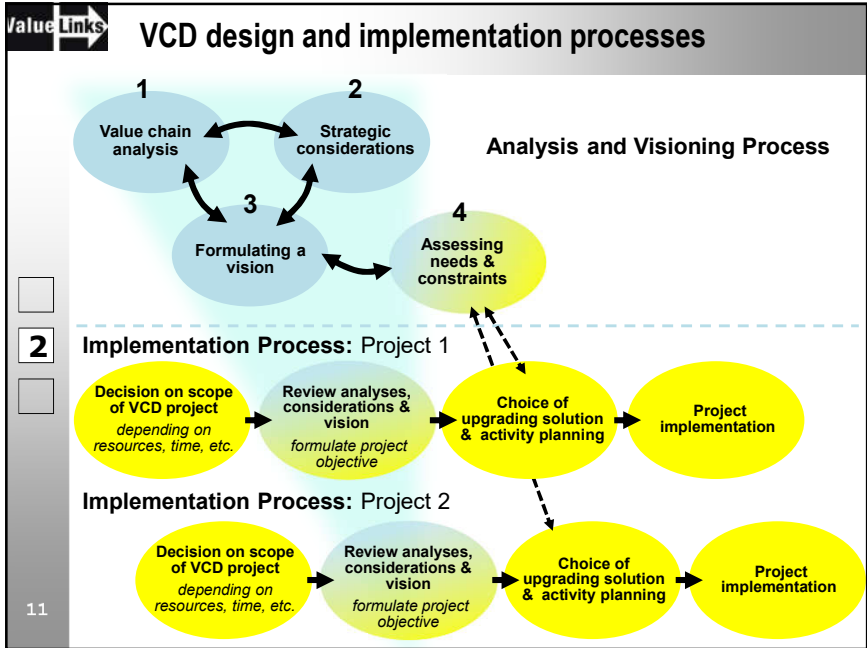 Value Links
VCD design and implementation processes
1
Value chain
analysis
2
Strategic
considerations
Analysis and Visioning Process
3
Formulating a
vision
4
Assessing
needs &
constraints
2
Implementation Process: Project 1
Decision on scope
of VCD project
depending on
resources, time, etc.
Review analyses,
considerations &
vision
formulate project
objective
Choice of
upgrading solution
& activity planning
Project
implementation
Implementation Process: Project 2
Decision on scope
of VCD project
depending on
resources, time, etc.
Review analyses,
considerations &
vision
formulate project
objective
Choice of
upgrading solution
& activity planning
Project
implementation
11